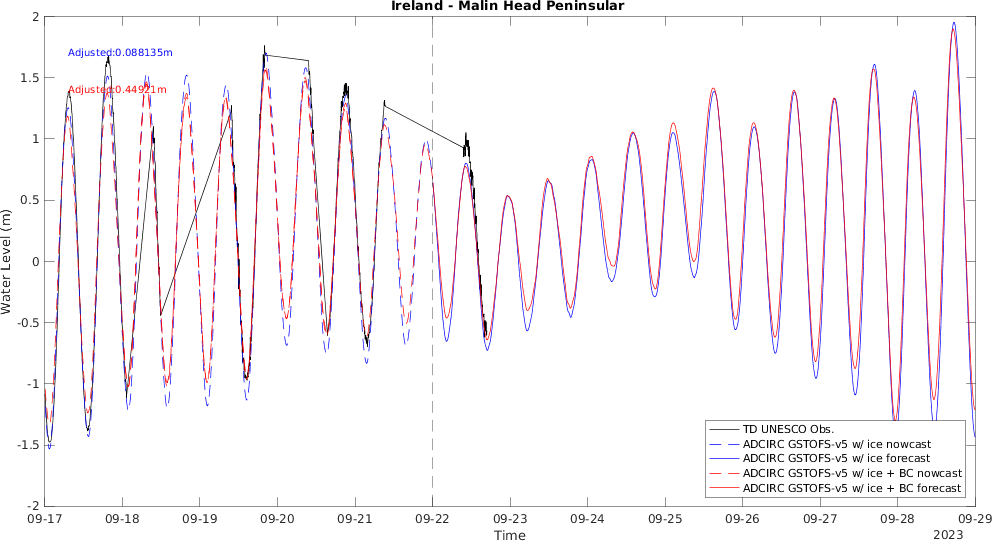 Ireland - Malin Head Peninsular
Adjusted:0.088135m
Adjusted:0.44921m
Water Level (m)
2
1.5
1
0.5
0
-0.5
-1
-1.5
-2
TD UNESCO Obs.
ADCIRC GSTOFS-v5 w/ ice nowcast
ADCIRC GSTOFS-v5 w/ ice forecast
ADCIRC GSTOFS-v5 w/ ice + BC nowcast
ADCIRC GSTOFS-v5 w/ ice + BC forecast
09-17 09-18 09-19 09-20 09-21 09-22 09-23 09-24 09-25 09-26 09-27 09-28 09-29
Time
2023